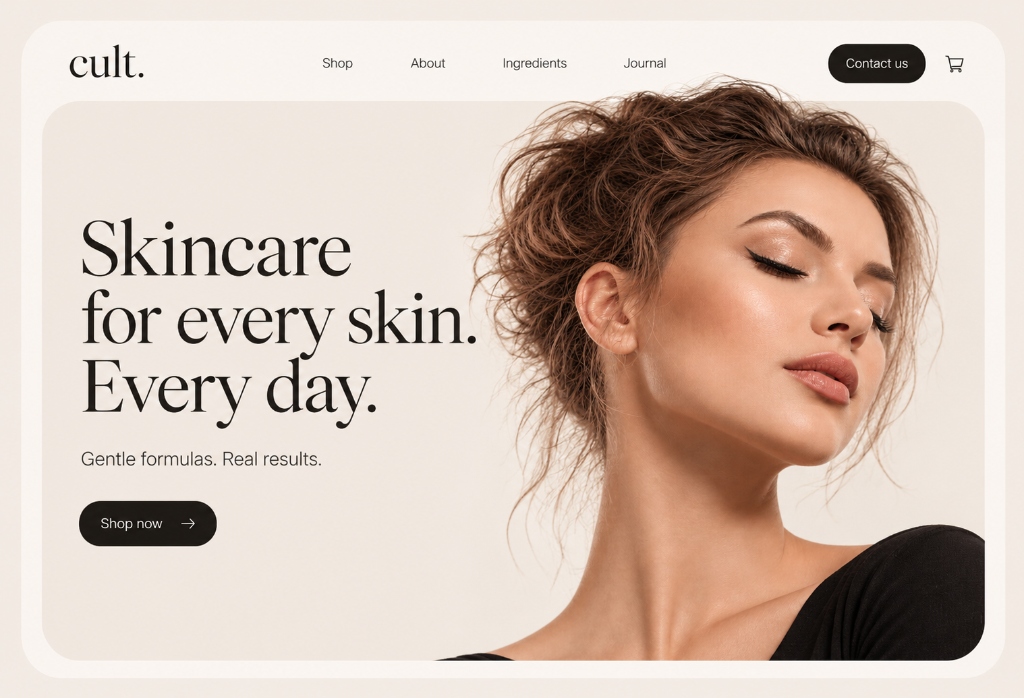 cult.
Shop
About
Ingredients
Journal
Contact us
Skincare
for every skin.
Every day.
Gentle formulas. Real results.
Shop now →